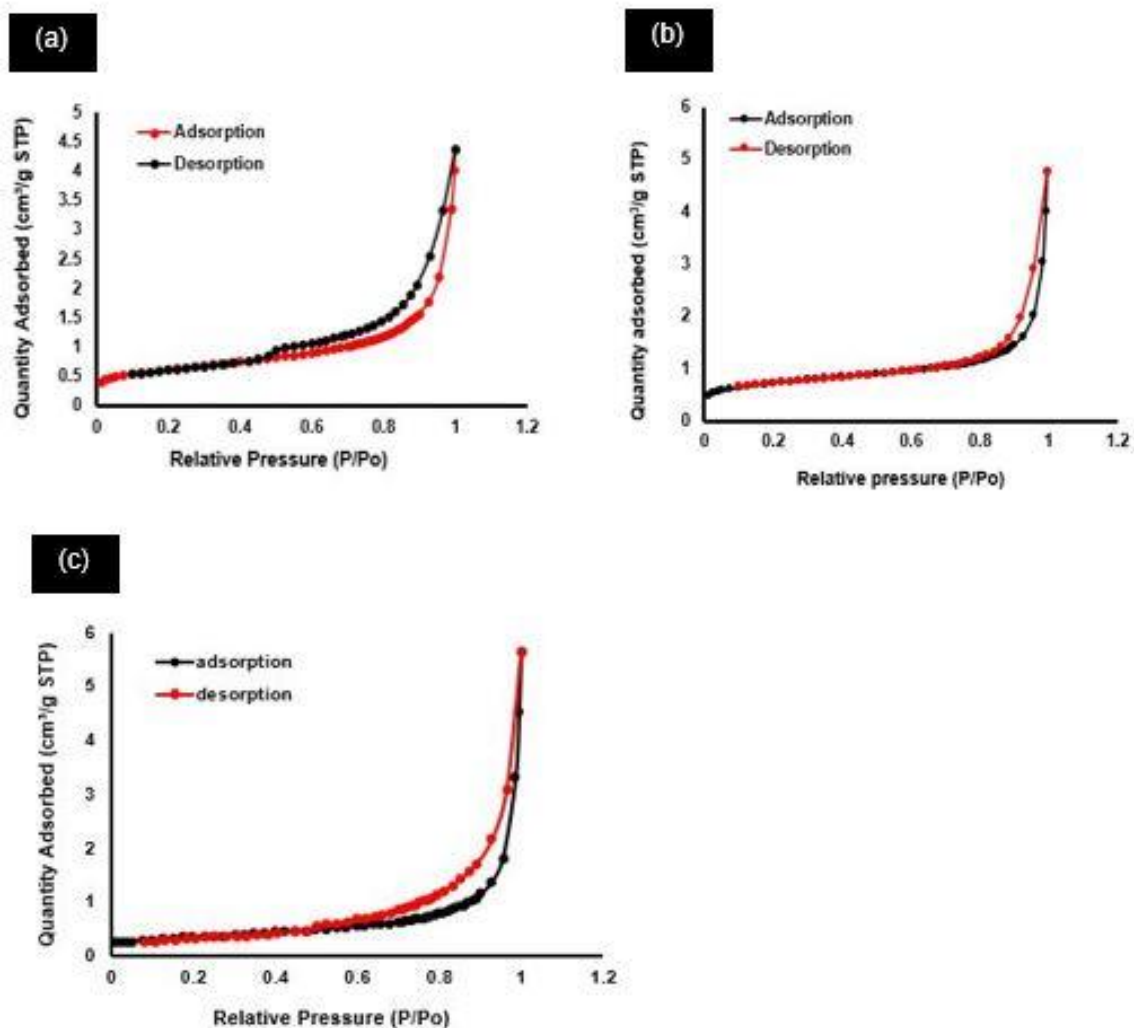 (a)
Quantity Adsorbed (cm³/g STP)
5
4.5
4
3.5
3
2.5
2
1.5
1
0.5
0
Adsorption
Desorption
0 0.2 0.4 0.6 0.8 1 1.2
Relative Pressure (P/Po)
(b)
Quantity adsorbed (cm³/g STP)
6
5
4
3
2
1
0
Adsorption
Desorption
0 0.2 0.4 0.6 0.8 1 1.2
Relative pressure (P/Po)
(c)
Quantity Adsorbed (cm³/g STP)
6
5
4
3
2
1
0
adsorption
desorption
0 0.2 0.4 0.6 0.8 1 1.2
Relative Pressure (P/Po)